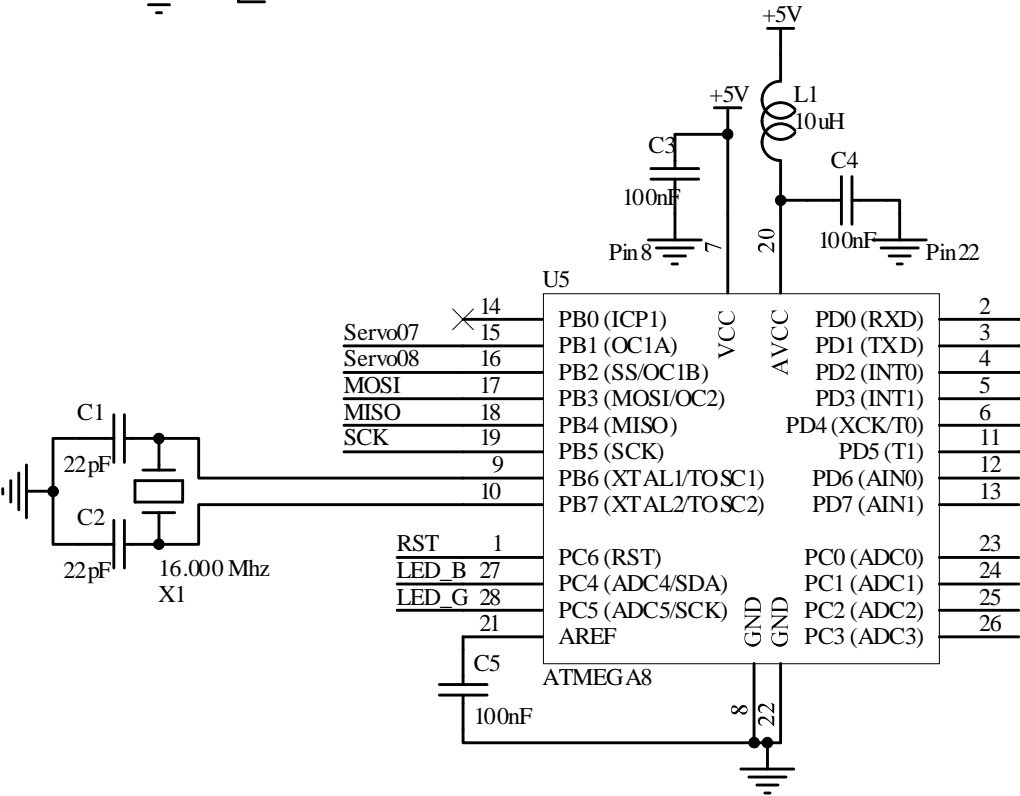 +5V
+5V
L1
10uH
C3
100nF
C4
100nF
Pin8
7
20
Pin22
U5
14
PB0 (ICP1)
VCC
AVCC
PD0 (RXD)
2
Servo07
15
PB1 (OC1A)
PD1 (TXD)
3
Servo08
16
PB2 (SS/OC1B)
PD2 (INT0)
4
MOSI
17
PB3 (MOSI/OC2)
PD3 (INT1)
5
MISO
18
PB4 (MISO)
PD4 (XCK/T0)
6
SCK
19
PB5 (SCK)
PD5 (T1)
11
C1
22pF
9
PB6 (XTAL1/TOSC1)
PD6 (AIN0)
12
10
PB7 (XTAL2/TOSC2)
PD7 (AIN1)
13
C2
22pF
16.000 Mhz
X1
RST
1
PC6 (RST)
PC0 (ADC0)
23
LED_B
27
PC4 (ADC4/SDA)
PC1 (ADC1)
24
LED_G
28
PC5 (ADC5/SCK)
GND
GND
PC2 (ADC2)
25
21
AREF
PC3 (ADC3)
26
C5
100nF
ATMEGA8
8
22